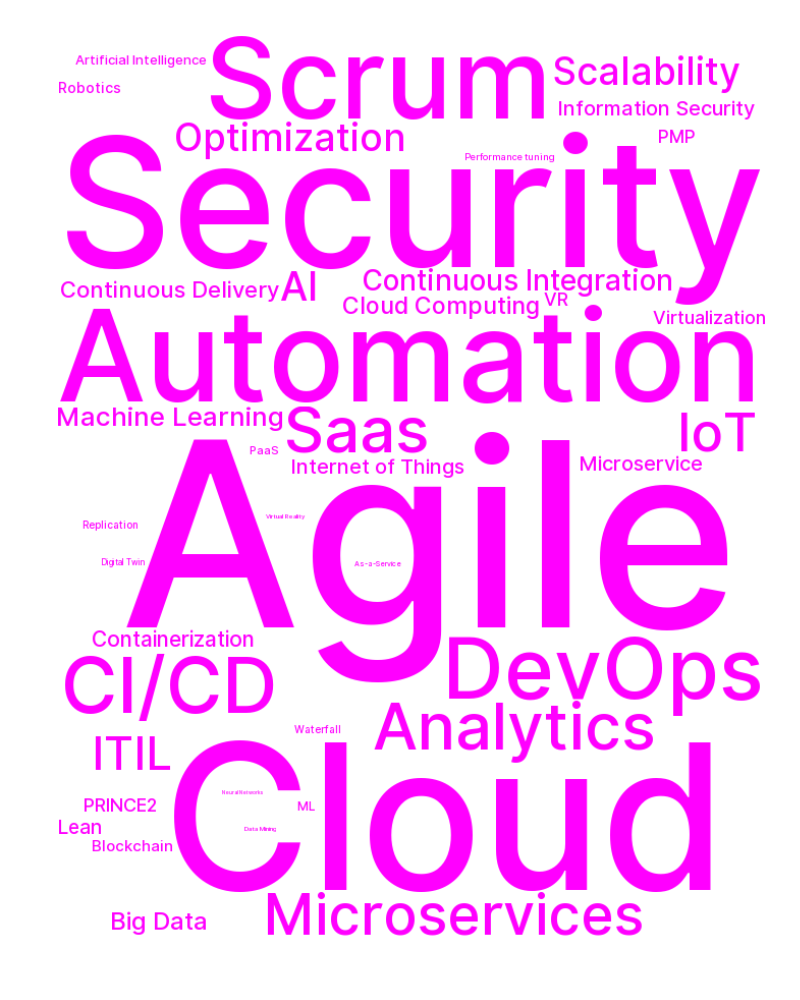 Scrum
Artificial Intelligence
Scalability
Robotics
Information Security
Optimization
PMP
Performance tuning
Security
Continuous Integration
Continuous Delivery
AI
Cloud Computing
VR
Virtualization
Automation
Machine Learning
Saas
IoT
PaaS
Internet of Things
Microservice
Agile
Virtual Reality
Replication
Digital Twin
As-a-Service
Containerization
DevOps
CI/CD
Analytics
Waterfall
ITIL
Cloud
Neural Networks
PRINCE2
ML
Lean
Data Mining
Blockchain
Microservices
Big Data